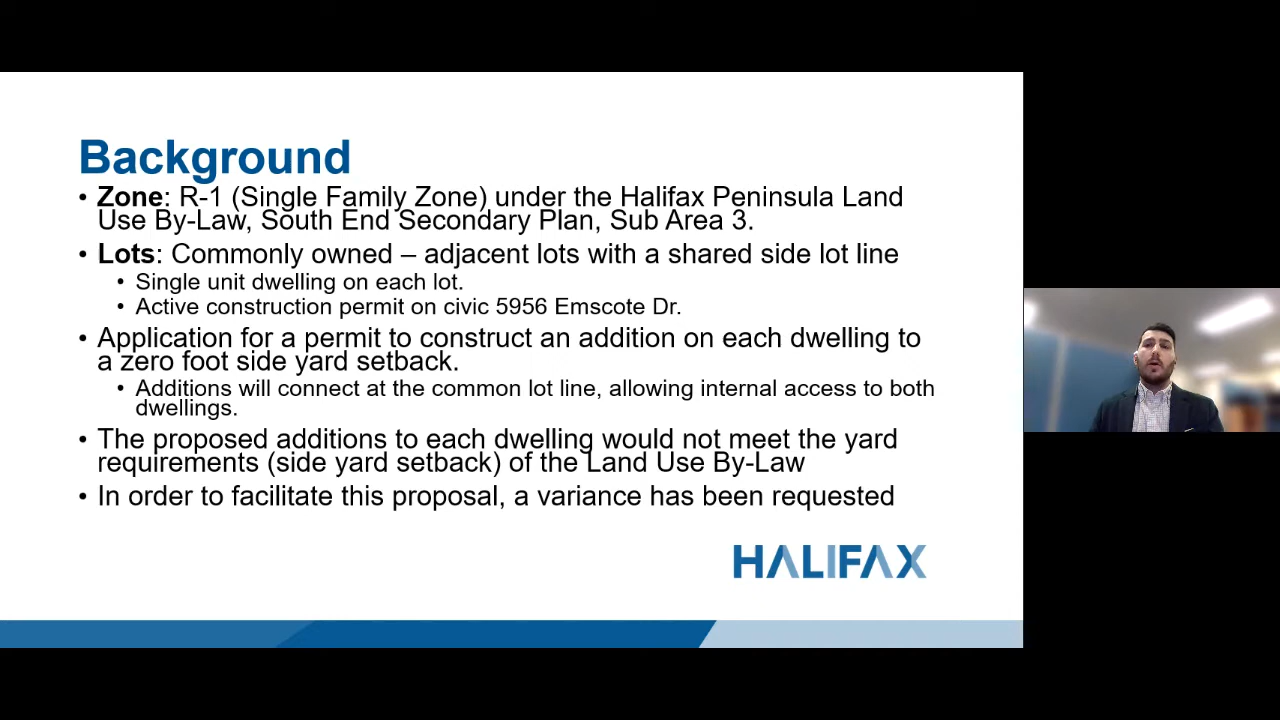 Background
• Zone: R-1 (Single Family Zone) under the Halifax Peninsula Land
Use By-Law, South End Secondary Plan, Sub Area 3.
• Lots: Commonly owned – adjacent lots with a shared side lot line
• Single unit dwelling on each lot.
• Active construction permit on civic 5956 Emscote Dr.
• Application for a permit to construct an addition on each dwelling to
a zero foot side yard setback.
• Additions will connect at the common lot line, allowing internal access to both
dwellings.
• The proposed additions to each dwelling would not meet the yard
requirements (side yard setback) of the Land Use By-Law
• In order to facilitate this proposal, a variance has been requested
HALIFAX